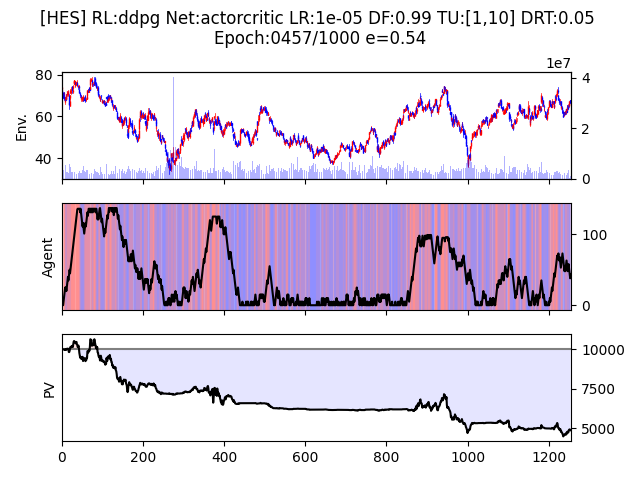 [HES] RL:ddpg Net:actorcritic LR:1e-05 DF:0.99 TU:[1,10] DRT:0.05
Epoch:0457/1000 e=0.54
1e7
80
60
40
Env.
4
2
0
Agent
100
0
PV
10000
7500
5000
0 200 400 600 800 1000 1200